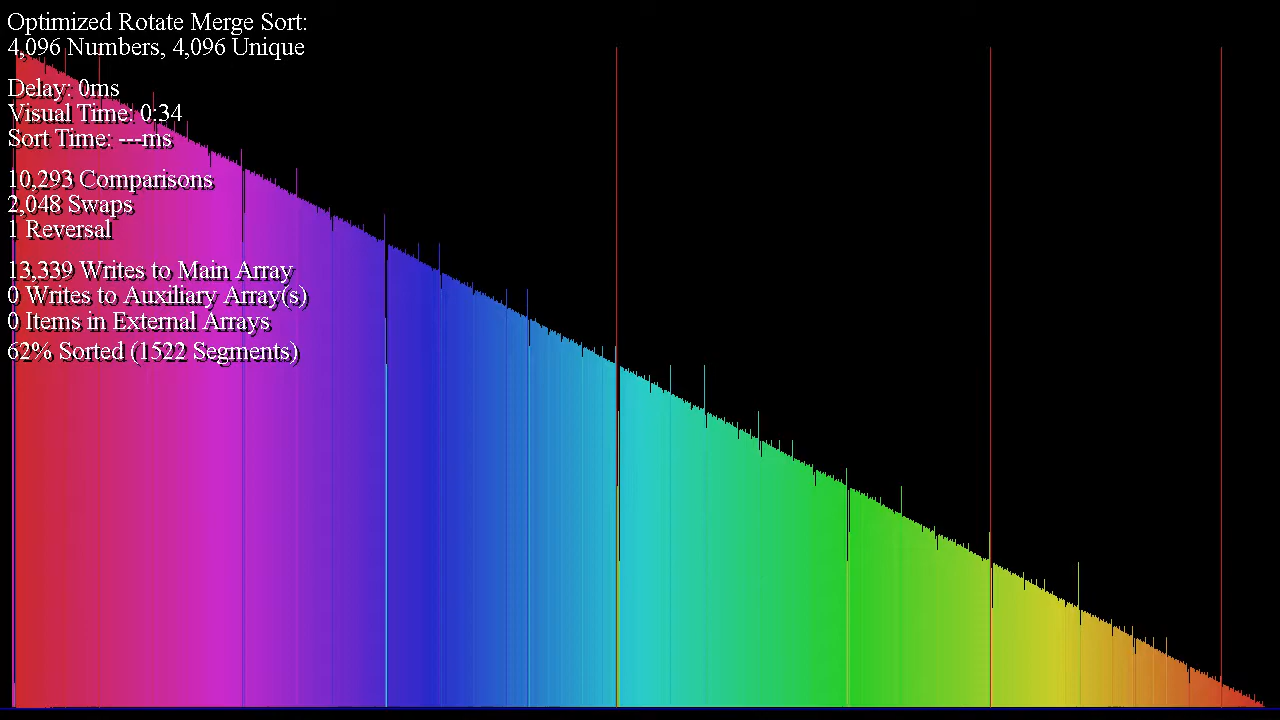 Optimized Rotate Merge Sort:
4,096 Numbers, 4,096 Unique
Delay: 0ms
Visual Time: 0:34
Sort Time: ---ms
10,293 Comparisons
2,048 Swaps
1 Reversal
13,339 Writes to Main Array
0 Writes to Auxiliary Array(s)
0 Items in External Arrays
62% Sorted (1522 Segments)